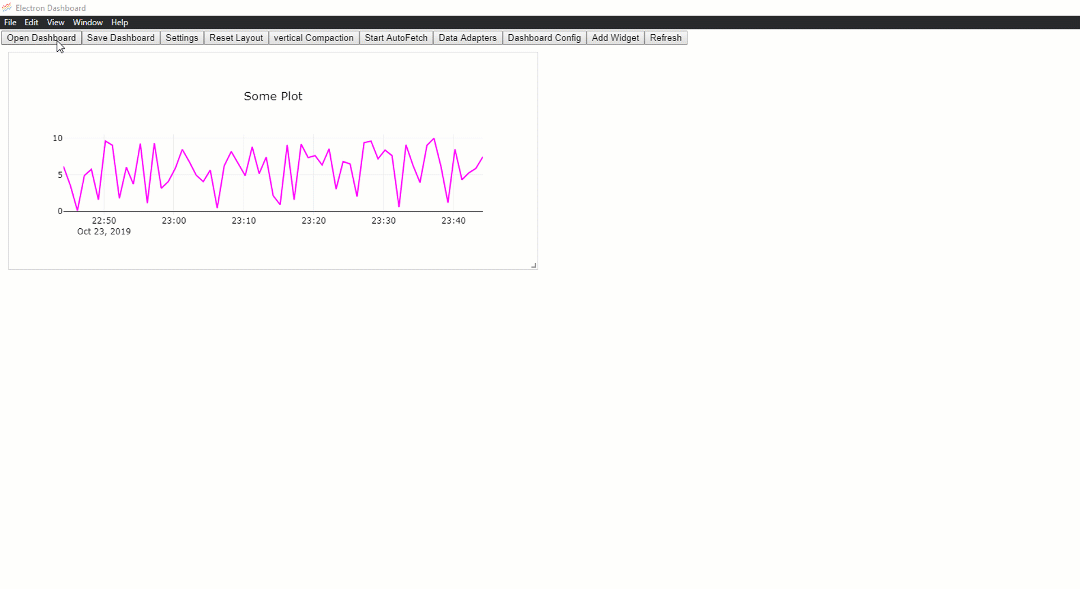 Electron Dashboard
File Edit View Window Help
Open Dashboard Save Dashboard Settings Reset Layout vertical Compaction Start AutoFetch Data Adapters Dashboard Config Add Widget Refresh
Some Plot
10
5
0
22:50 23:00 23:10 23:20 23:30 23:40
Oct 23, 2019